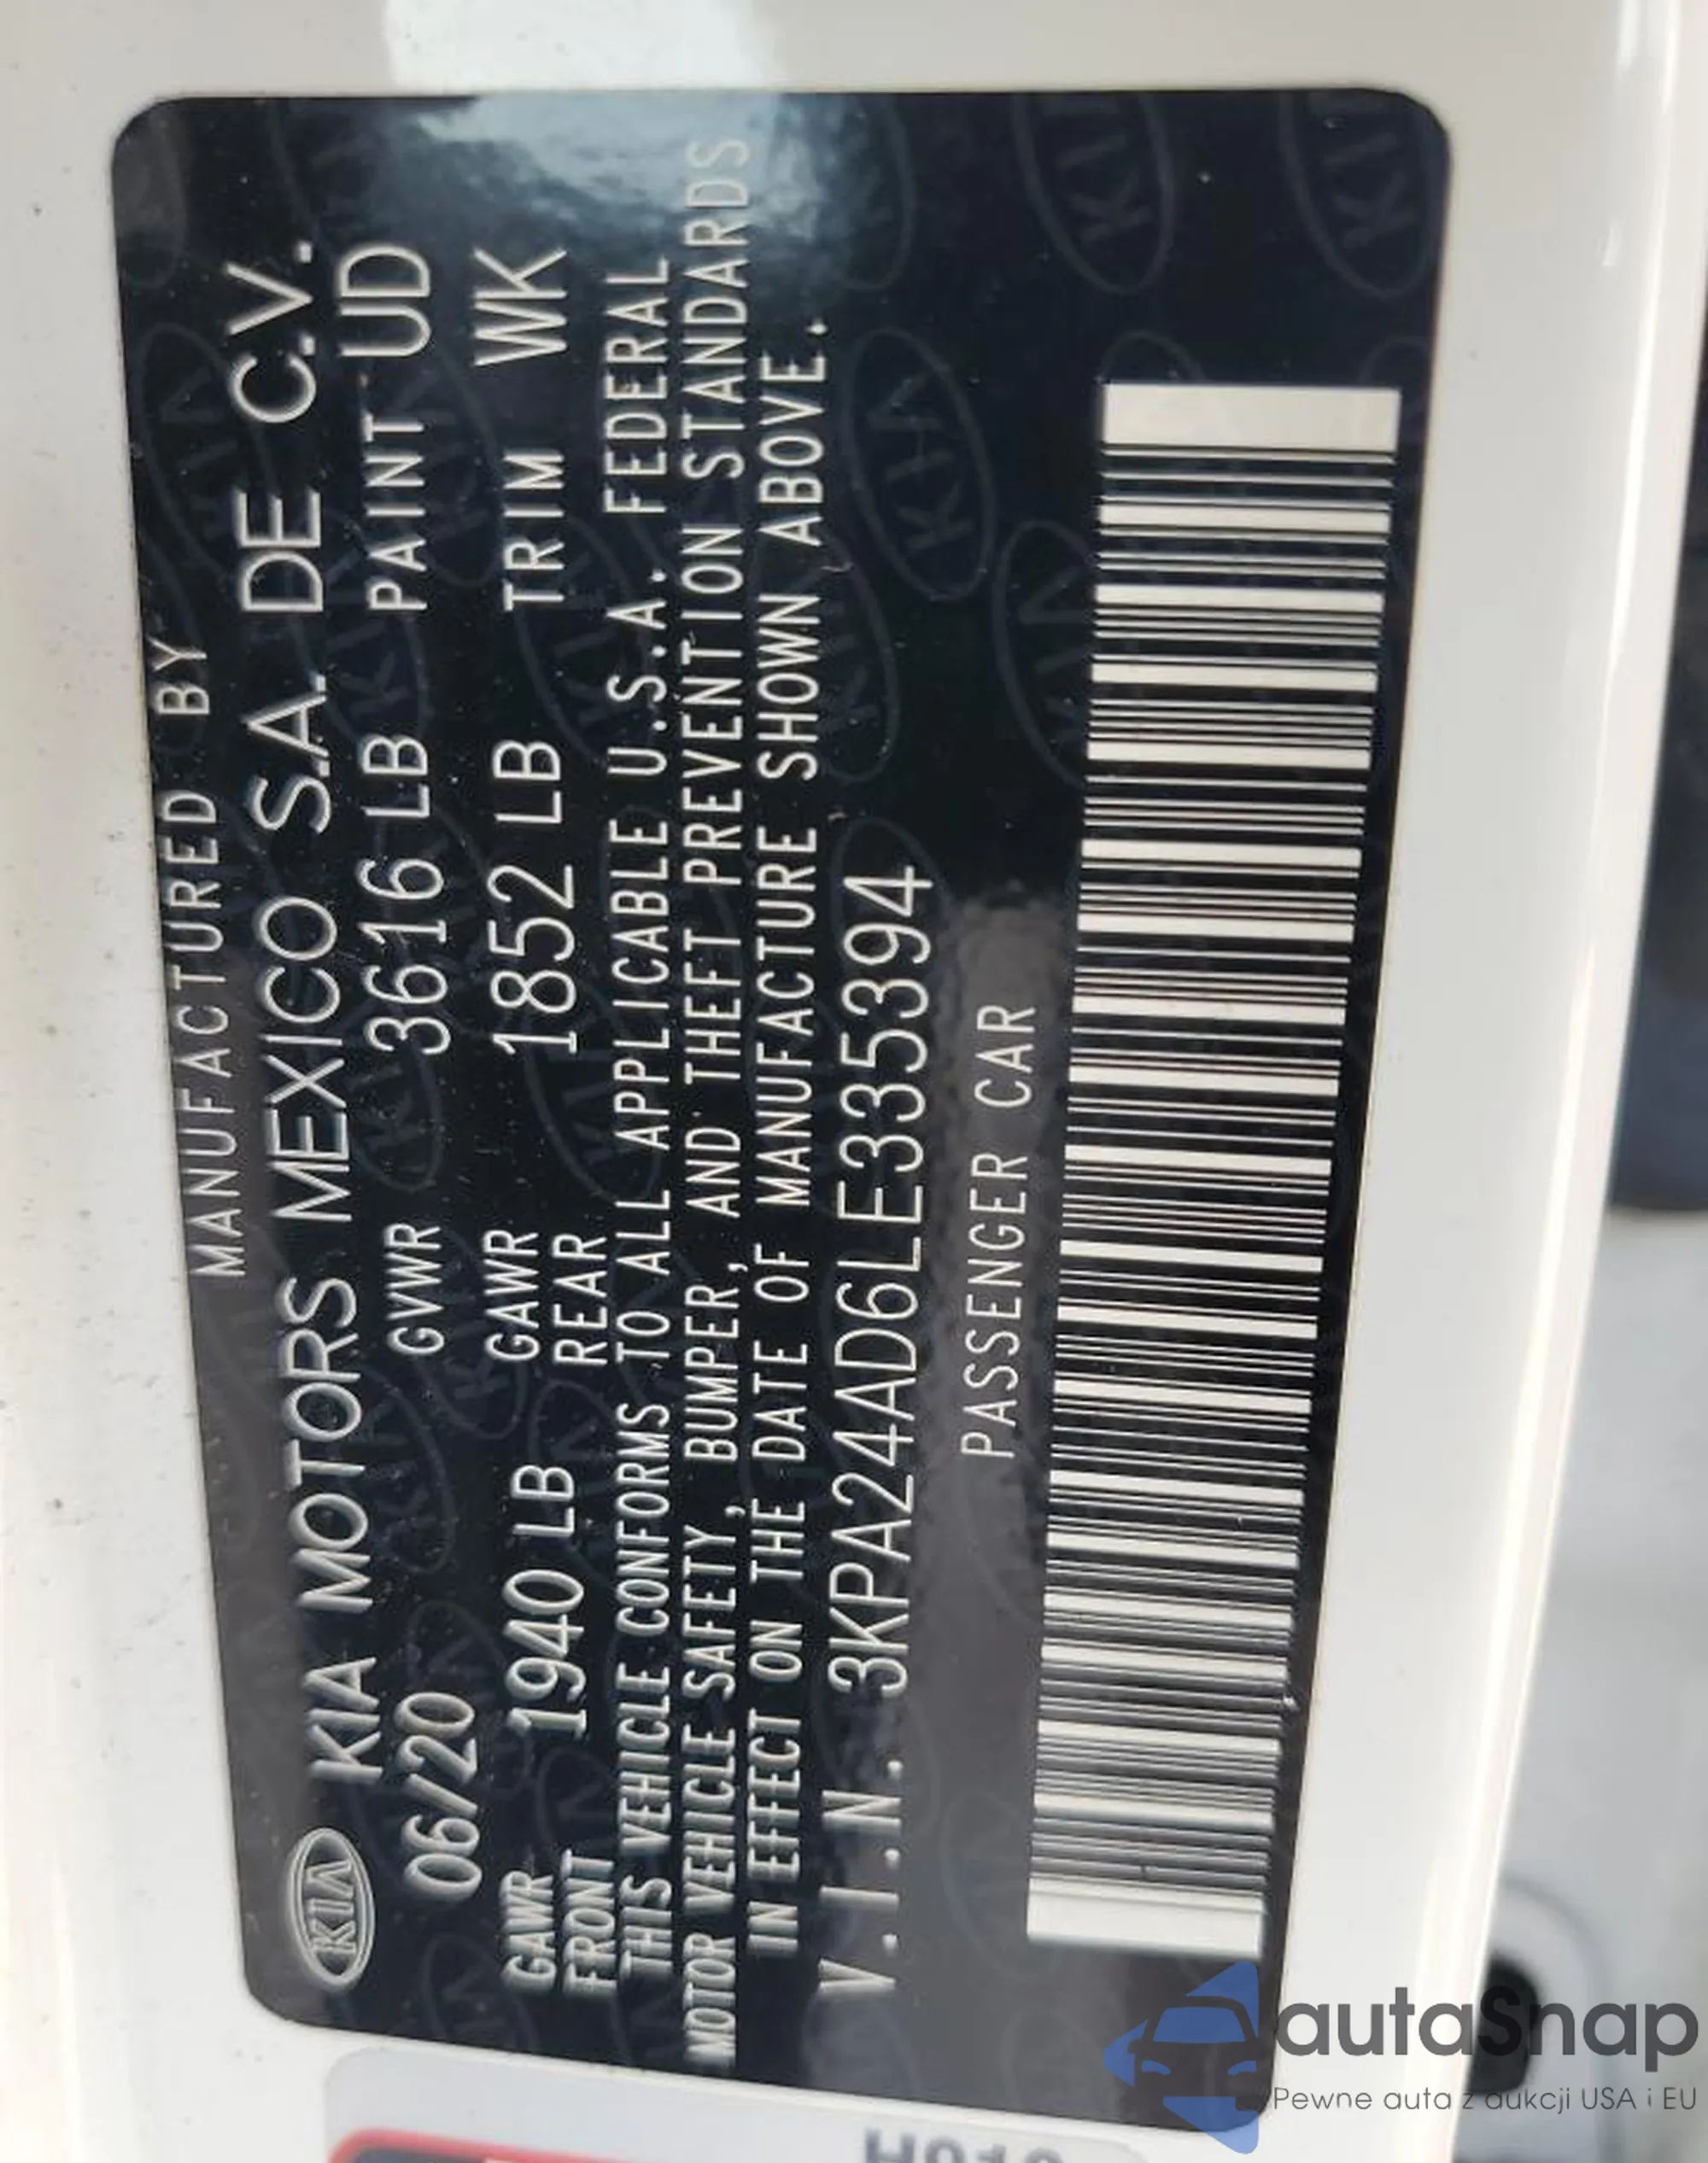 MANUFACTURED BY
KIA KIA MOTORS MEXICO S.A. DE C.V.
06/20 GVWR 3616 LB PAINT UD
GAWR FRONT 1940 LB GAWR REAR 1852 LB TRIM WK
THIS VEHICLE CONFORMS TO ALL APPLICABLE U.S.A. FEDERAL
MOTOR VEHICLE SAFETY, BUMPER, AND THEFT PREVENTION STANDARDS
IN EFFECT ON THE DATE OF MANUFACTURE SHOWN ABOVE.
V.I.N. 3KPA24AD6LE335394
PASSENGER CAR
autaSnap
Pewne auta z aukcji USA i EU